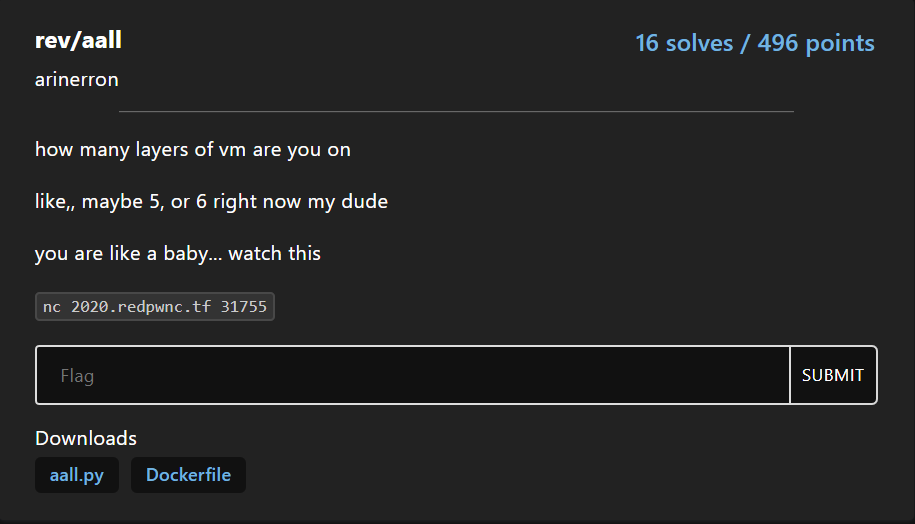 rev/aall
16 solves / 496 points
arinerron
how many layers of vm are you on
like,, maybe 5, or 6 right now my dude
you are like a baby... watch this
nc 2020.redpwnc.tf 31755
Flag
SUBMIT
Downloads
aall.py
Dockerfile